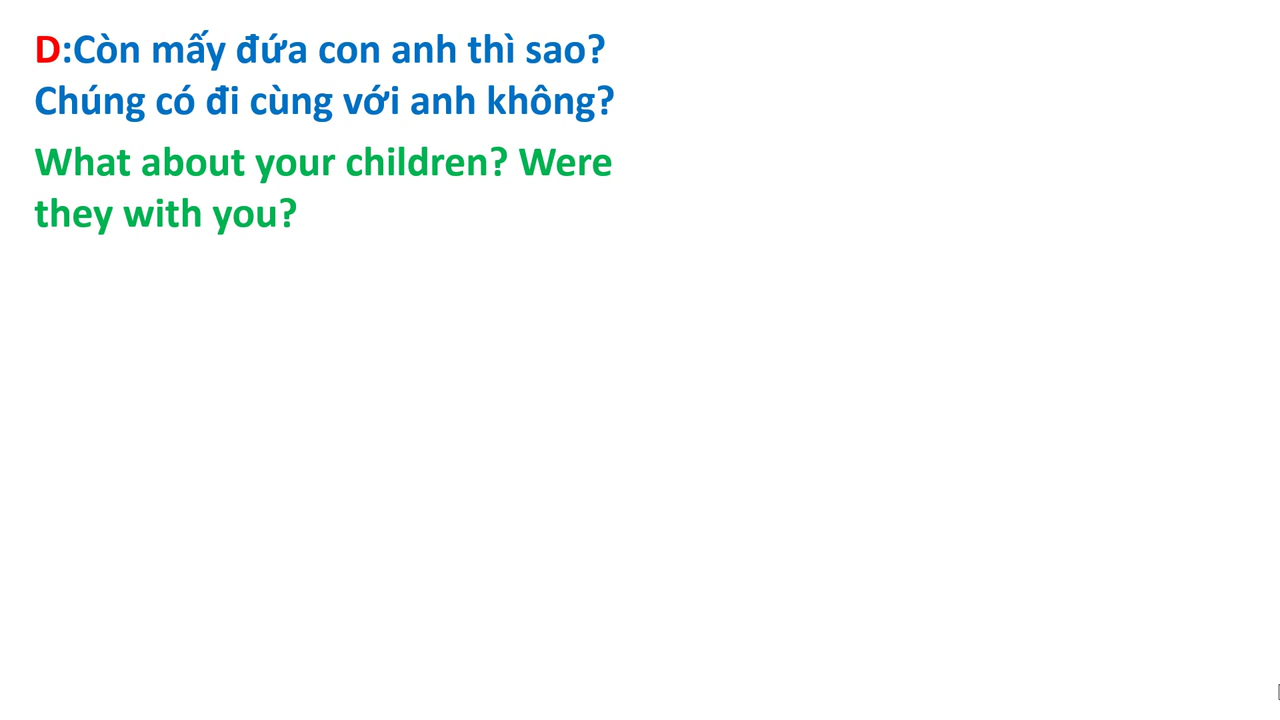 D:Còn mấy đứa con anh thì sao?
Chúng có đi cùng với anh không?
What about your children? Were
they with you?